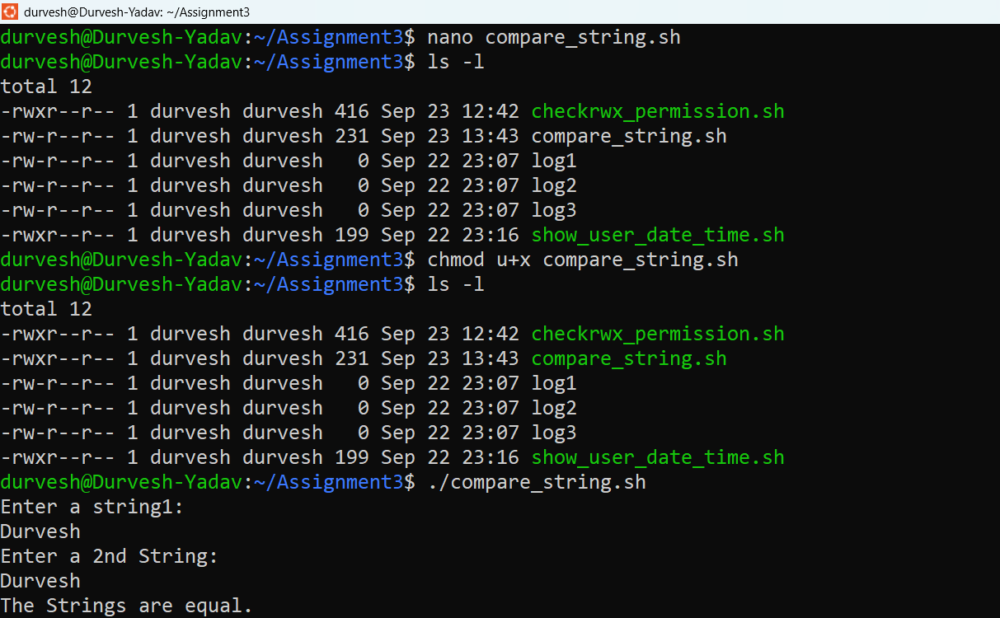 durvesh@Durvesh-Yadav: ~/Assignment3
durvesh@Durvesh-Yadav:~/Assignment3$ nano compare_string.sh
durvesh@Durvesh-Yadav:~/Assignment3$ ls -l
total 12
-rwxr--r-- 1 durvesh durvesh 416 Sep 23 12:42 checkrwx_permission.sh
-rw-r--r-- 1 durvesh durvesh 231 Sep 23 13:43 compare_string.sh
-rw-r--r-- 1 durvesh durvesh   0 Sep 22 23:07 log1
-rw-r--r-- 1 durvesh durvesh   0 Sep 22 23:07 log2
-rw-r--r-- 1 durvesh durvesh   0 Sep 22 23:07 log3
-rwxr--r-- 1 durvesh durvesh 199 Sep 22 23:16 show_user_date_time.sh
durvesh@Durvesh-Yadav:~/Assignment3$ chmod u+x compare_string.sh
durvesh@Durvesh-Yadav:~/Assignment3$ ls -l
total 12
-rwxr--r-- 1 durvesh durvesh 416 Sep 23 12:42 checkrwx_permission.sh
-rwxr--r-- 1 durvesh durvesh 231 Sep 23 13:43 compare_string.sh
-rw-r--r-- 1 durvesh durvesh   0 Sep 22 23:07 log1
-rw-r--r-- 1 durvesh durvesh   0 Sep 22 23:07 log2
-rw-r--r-- 1 durvesh durvesh   0 Sep 22 23:07 log3
-rwxr--r-- 1 durvesh durvesh 199 Sep 22 23:16 show_user_date_time.sh
durvesh@Durvesh-Yadav:~/Assignment3$ ./compare_string.sh
Enter a string1:
Durvesh
Enter a 2nd String:
Durvesh
The Strings are equal.